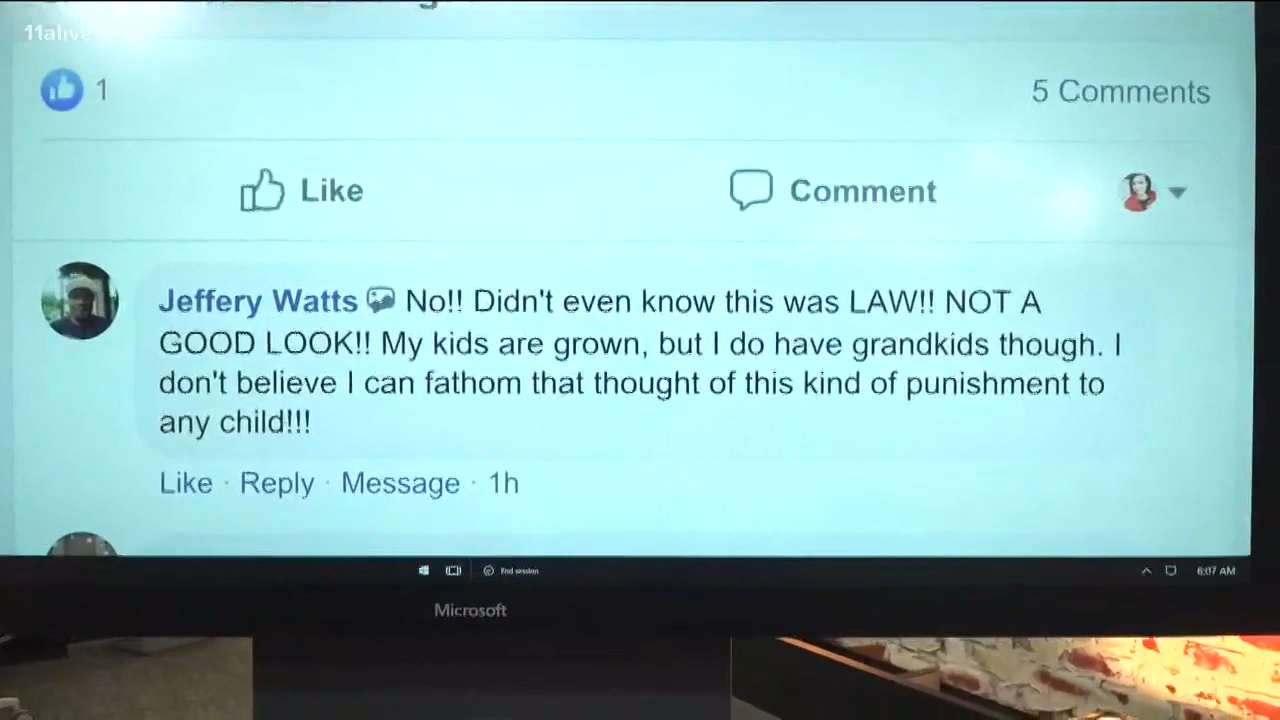 11alive
1
5 Comments
Like
Comment
Jeffery Watts No!! Didn't even know this was LAW!! NOT A
GOOD LOOK!! My kids are grown, but I do have grandkids though. I
don't believe I can fathom that thought of this kind of punishment to
any child!!!
Like · Reply · Message · 1h
End session
6:07 AM
Microsoft